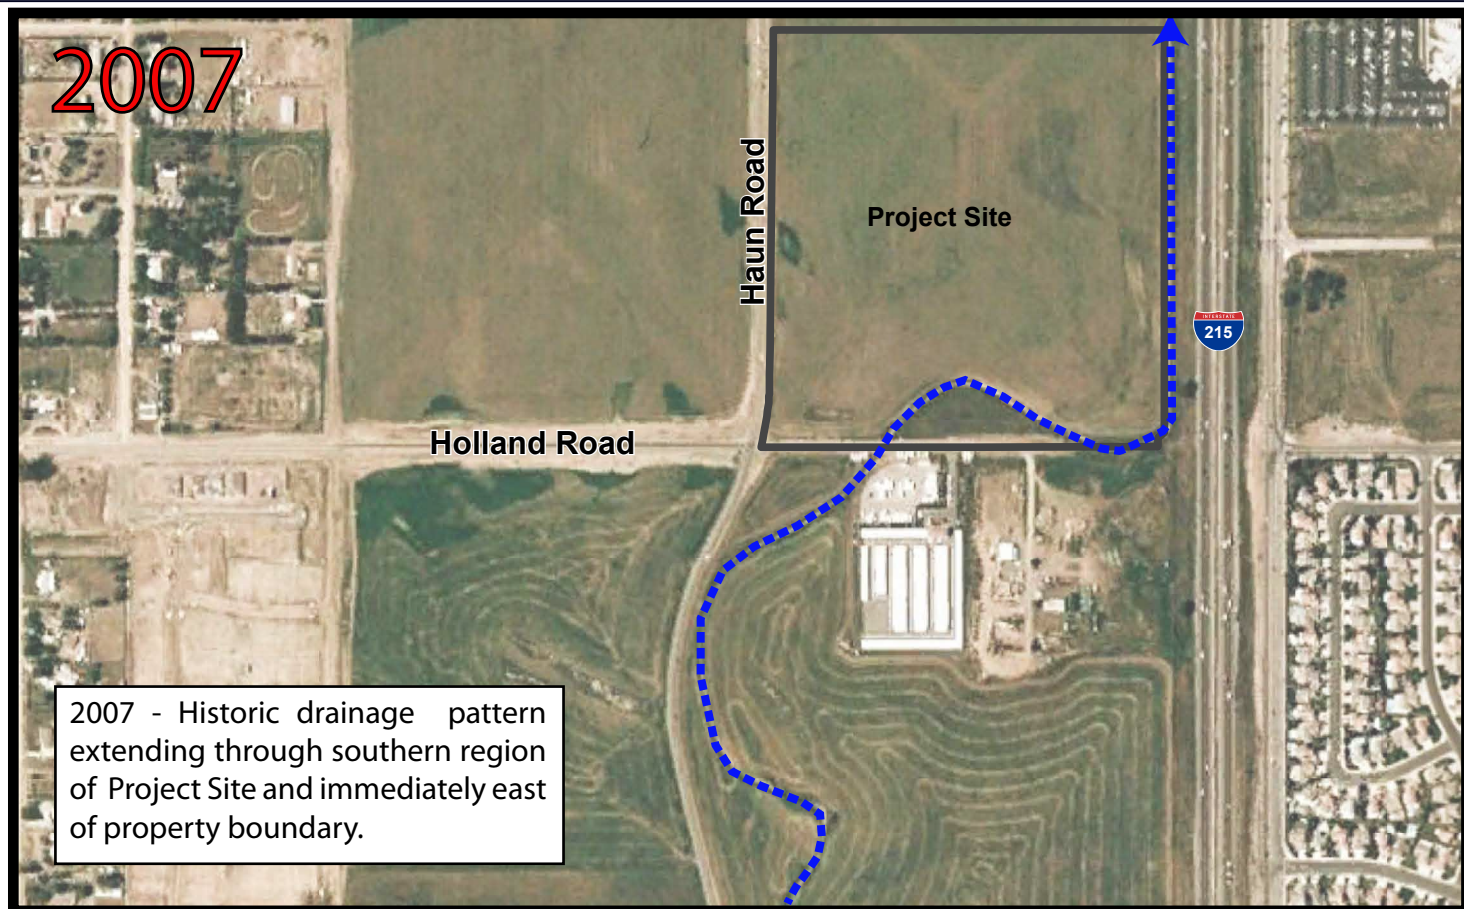 2007
Haun Road
Project Site
INTERSTATE
215
Holland Road
2007 - Historic drainage pattern
extending through southern region
of Project Site and immediately east
of property boundary.